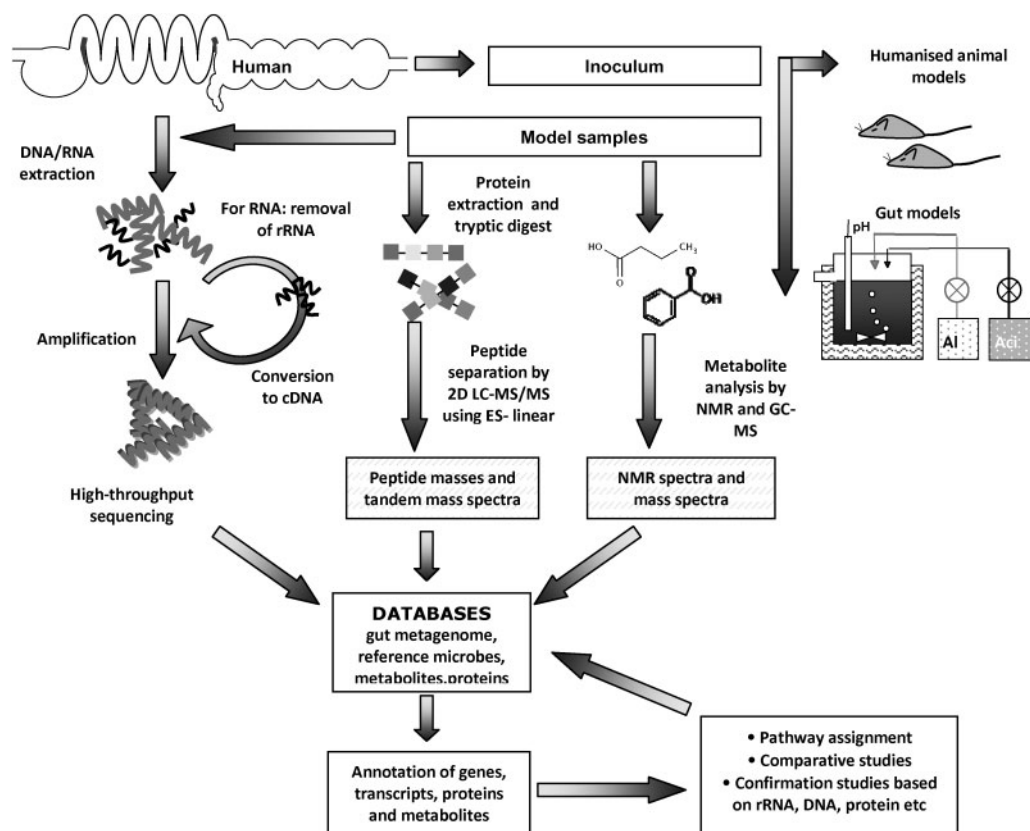 Human
Inoculum
Humanised animal
models
Model samples
DNA/RNA
extraction
For RNA: removal
of rRNA
Protein
extraction and
tryptic digest
HO
O
CH3
O
OH
Gut models
pH
Al
Aci
Amplification
Conversion
to cDNA
Peptide
separation by
2D LC-MS/MS
using ES- linear
Metabolite
analysis by
NMR and GC-
MS
High-throughput
sequencing
Peptide masses and
tandem mass spectra
NMR spectra and
mass spectra
DATABASES
gut metagenome,
reference microbes,
metabolites.proteins
Annotation of genes,
transcripts, proteins
and metabolites
• Pathway assignment
• Comparative studies
• Confirmation studies based
on rRNA, DNA, protein etc